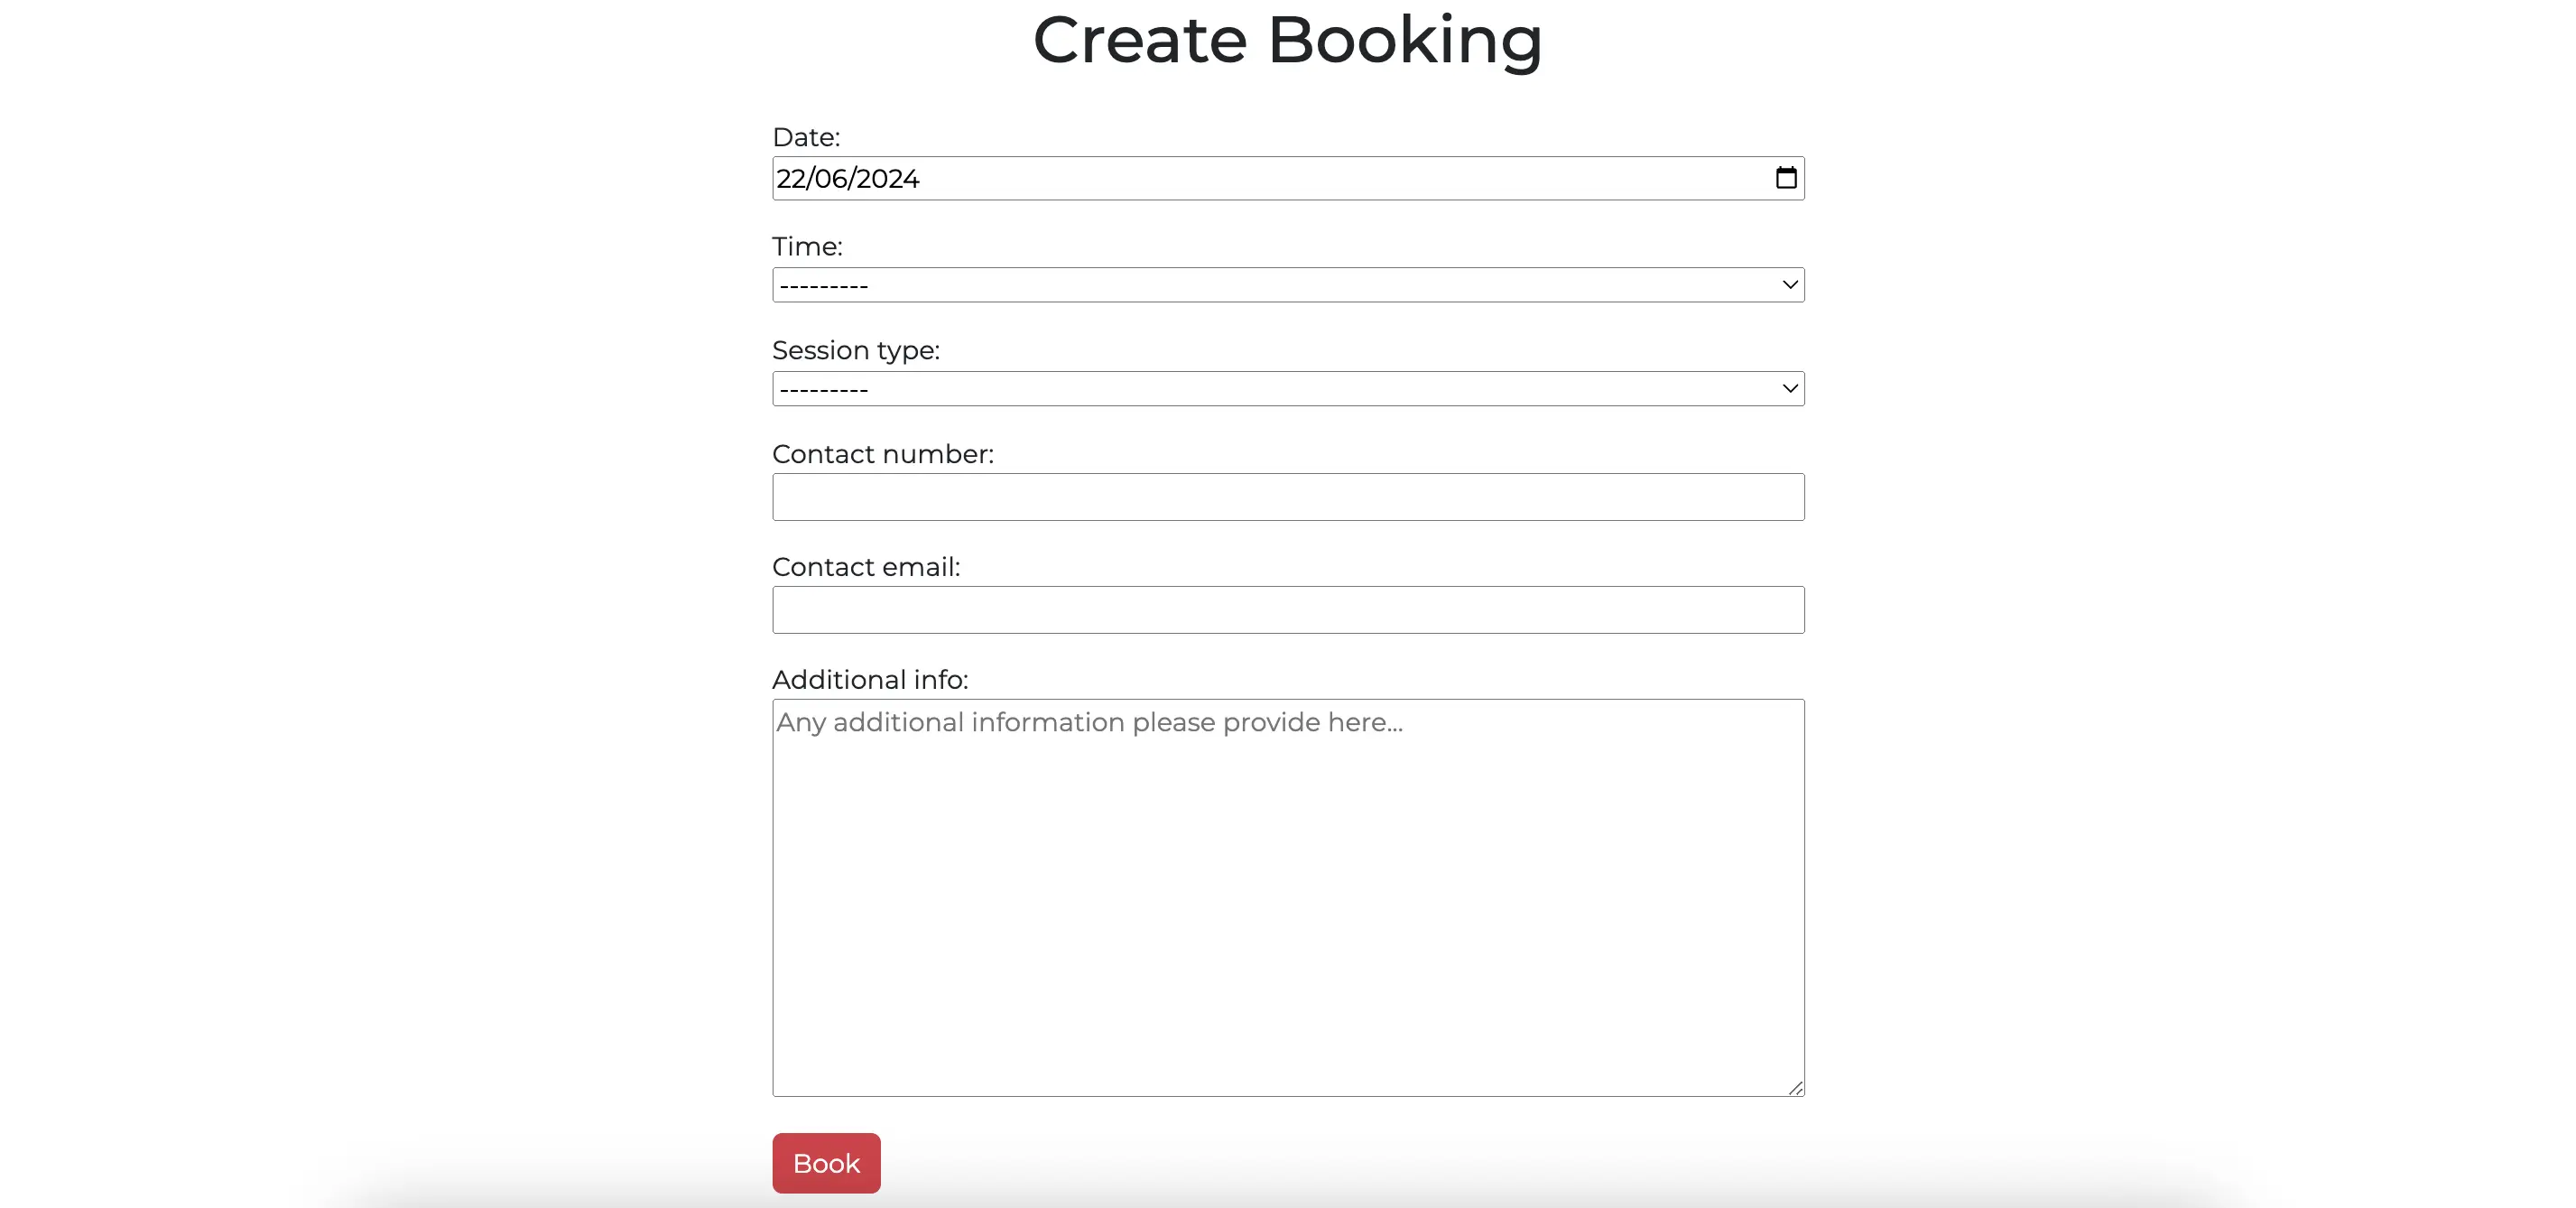 Create Booking
Date:
22/06/2024
Time:
---------
Session type:
---------
Contact number:
Contact email:
Additional info:
Any additional information please provide here...
Book